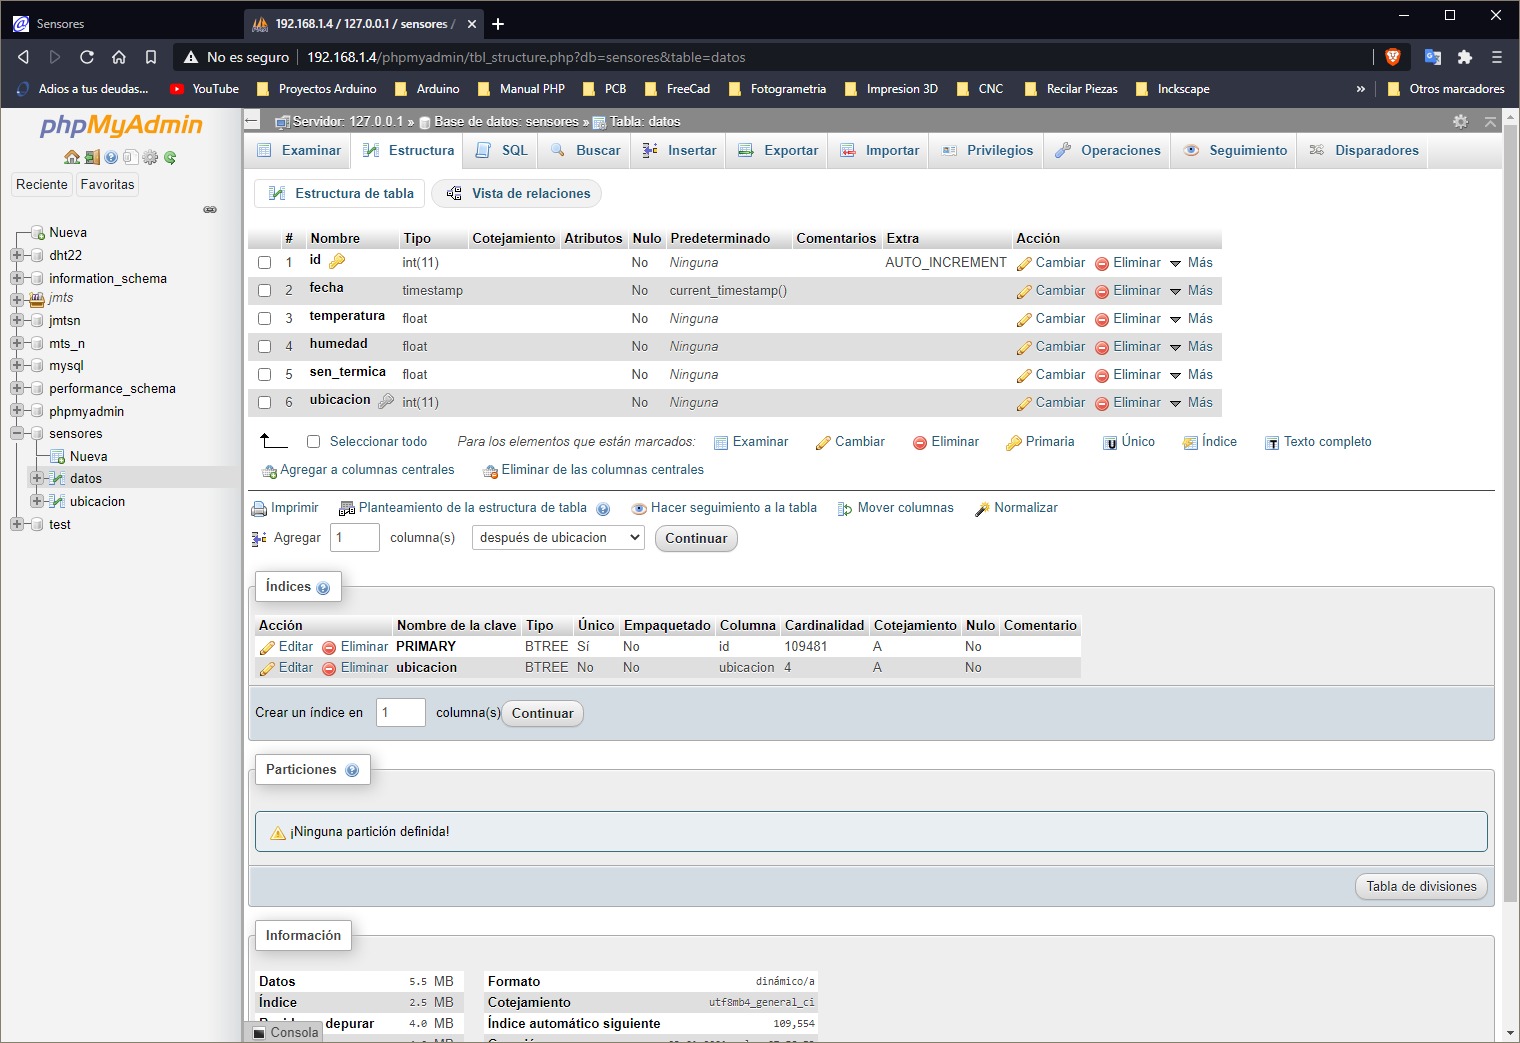 Sensores
192.168.1.4 / 127.0.0.1 / sensores /
No es seguro
192.168.1.4/phpmyadmin/tbl_structure.php?db=sensores&table=datos
Adios a tus deudas... YouTube Proyectos Arduino Arduino Manual PHP PCB FreeCad Fotogrametria Impresion 3D CNC Recilar Piezas Inckscape » Otros marcadores
phpMyAdmin
Reciente Favoritas
Nueva
dht22
information_schema
jmts
jmtsn
mts_n
mysql
performance_schema
phpmyadmin
sensores
Nueva
datos
ubicacion
test
Servidor: 127.0.0.1 » Base de datos: sensores » Tabla: datos
Examinar Estructura SQL Buscar Insertar Exportar Importar Privilegios Operaciones Seguimiento Disparadores
Estructura de tabla Vista de relaciones
# Nombre Tipo Cotejamiento Atributos Nulo Predeterminado Comentarios Extra Acción
1 id int(11) No Ninguna AUTO_INCREMENT Cambiar Eliminar Más
2 fecha timestamp No current_timestamp() Cambiar Eliminar Más
3 temperatura float No Ninguna Cambiar Eliminar Más
4 humedad float No Ninguna Cambiar Eliminar Más
5 sen_termica float No Ninguna Cambiar Eliminar Más
6 ubicacion int(11) No Ninguna Cambiar Eliminar Más
Seleccionar todo Para los elementos que están marcados: Examinar Cambiar Eliminar Primaria Único Índice Texto completo
Agregar a columnas centrales Eliminar de las columnas centrales
Imprimir Planteamiento de la estructura de tabla Hacer seguimiento a la tabla Mover columnas Normalizar
Agregar 1 columna(s) después de ubicacion Continuar
Índices
Acción Nombre de la clave Tipo Único Empaquetado Columna Cardinalidad Cotejamiento Nulo Comentario
Editar Eliminar PRIMARY BTREE Sí No id 109481 A No
Editar Eliminar ubicacion BTREE No No ubicacion 4 A No
Crear un índice en 1 columna(s) Continuar
Particiones
¡Ninguna partición definida!
Tabla de divisiones
Información
Datos 5.5 MB Formato dinámico/a
Índice 2.5 MB Cotejamiento utf8mb4_general_ci
depurar 4.0 MB Índice automático siguiente 109,554
Consola